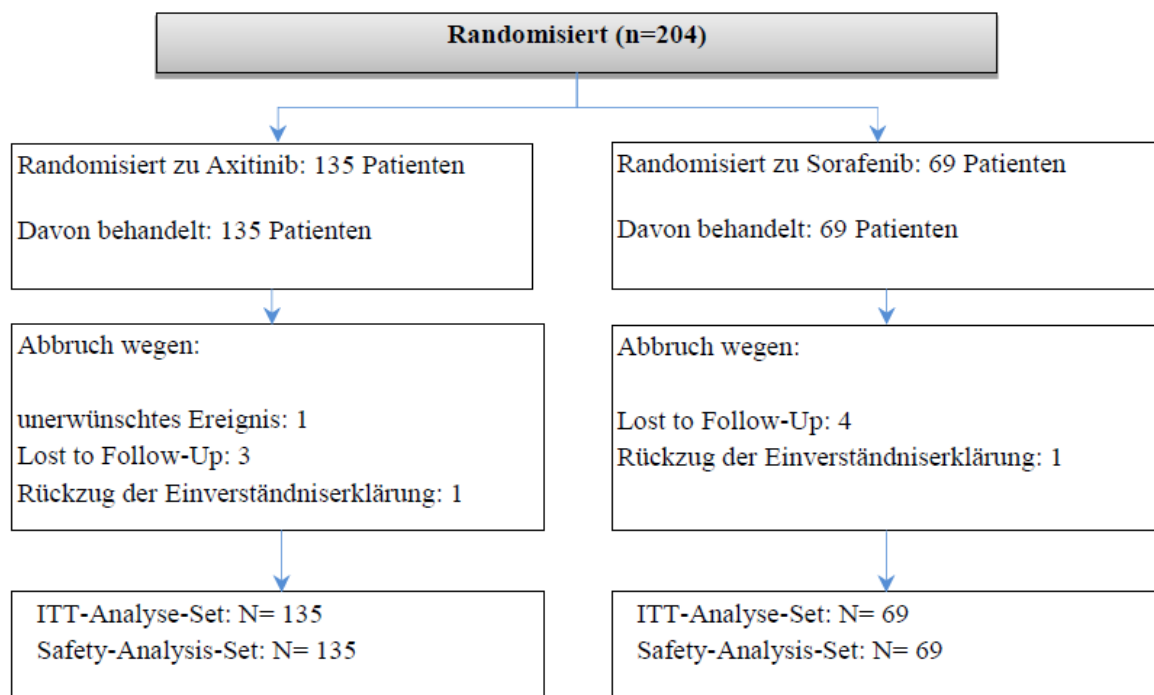 Randomisiert (n=204)
Randomisiert zu Axitinib: 135 Patienten
Davon behandelt: 135 Patienten
Randomisiert zu Sorafenib: 69 Patienten
Davon behandelt: 69 Patienten
Abbruch wegen:
unerwünschtes Ereignis: 1
Lost to Follow-Up: 3
Rückzug der Einverständniserklärung: 1
Abbruch wegen:
Lost to Follow-Up: 4
Rückzug der Einverständniserklärung: 1
ITT-Analyse-Set: N= 135
Safety-Analysis-Set: N= 135
ITT-Analyse-Set: N= 69
Safety-Analysis-Set: N= 69